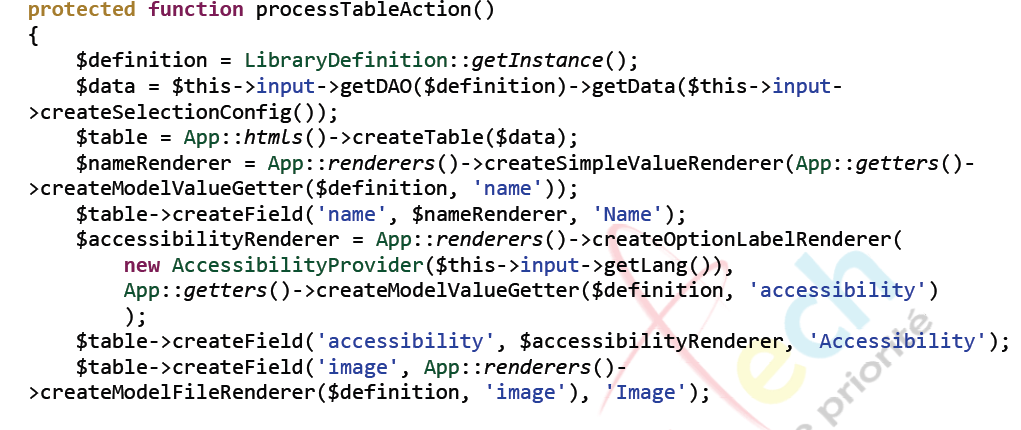 protected function processTableAction()
{
$definition = LibraryDefinition::getInstance();
$data = $this->input->getDAO($definition)->getData($this->input-
>createSelectionConfig());
$table = App::htmls()->createTable($data);
$nameRenderer = App::renderers()->createSimpleValueRenderer(App::getters()-
>createModelValueGetter($definition, 'name'));
$table->createField('name', $nameRenderer, 'Name');
$accessibilityRenderer = App::renderers()->createOptionLabelRenderer(
new AccessibilityProvider($this->input->getLang()),
App::getters()->createModelValueGetter($definition, 'accessibility')
);
$table->createField('accessibility', $accessibilityRenderer, 'Accessibility');
$table->createField('image', App::renderers()-
>createModelFileRenderer($definition, 'image'), 'Image');
ech
priorité